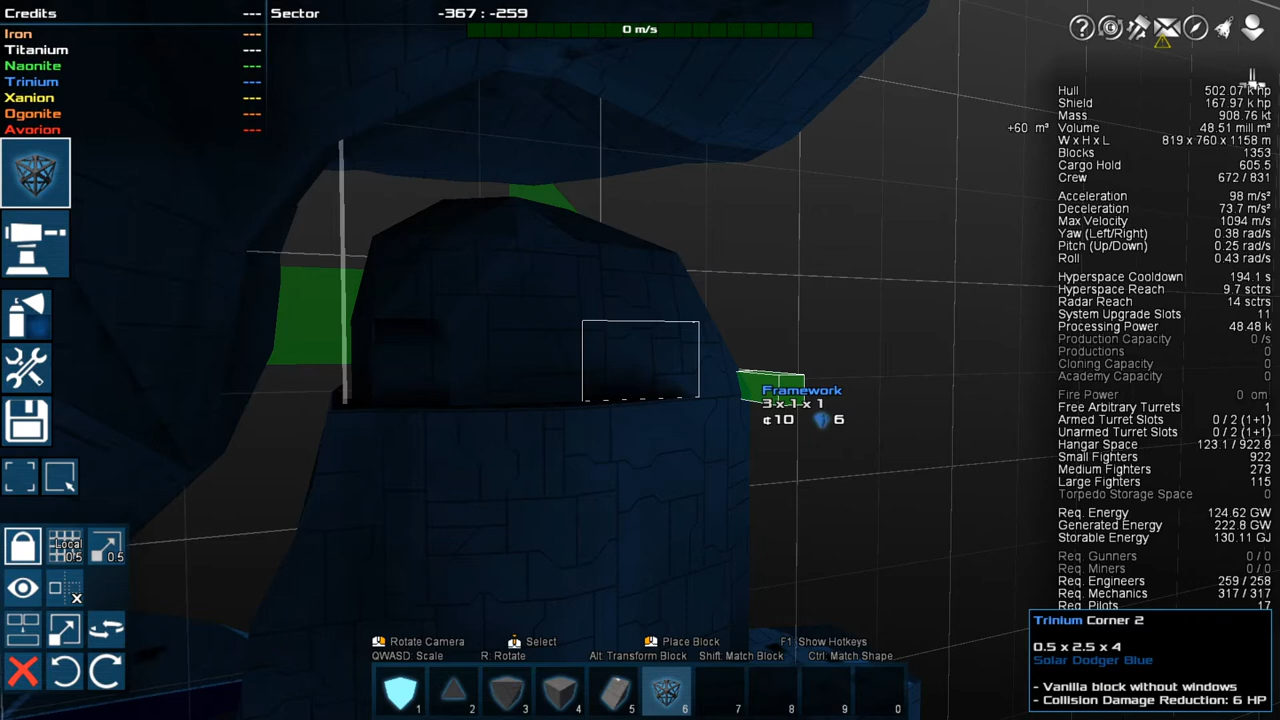 Credits ---
Sector -367 : -259
0 m/s
Iron ---
Titanium ---
Naonite ---
Trinium ---
Xanion ---
Ogonite ---
Avorion ---
Hull 502.07 k hp
Shield 167.97 k hp
Mass 908.76 kt
+60 m³
Volume 48.51 mill m³
W x H x L 819 x 760 x 1158 m
Blocks 1353
Cargo Hold 605.5
Crew 672 / 831
Acceleration 98 m/s²
Deceleration 73.7 m/s²
Max Velocity 1094 m/s
Yaw (Left/Right) 0.38 rad/s
Pitch (Up/Down) 0.25 rad/s
Roll 0.43 rad/s
Hyperspace Cooldown 194.1 s
Hyperspace Reach 9.7 sctrs
Radar Reach 14 sctrs
System Upgrade Slots 11
Processing Power 48.48 k
Production Capacity 0 /s
Productions 0
Cloning Capacity 0
Academy Capacity 0
Fire Power 0 om
Free Arbitrary Turrets 1
Armed Turret Slots 0 / 2 (1+1)
Unarmed Turret Slots 0 / 2 (1+1)
Hangar Space 123.1 / 922.8
Small Fighters 922
Medium Fighters 273
Large Fighters 115
Torpedo Storage Space 0
Req. Energy 124.62 GW
Generated Energy 222.8 GW
Storable Energy 130.11 GJ
Req. Gunners 0 / 0
Req. Miners 0 / 0
Req. Engineers 259 / 258
Req. Mechanics 317 / 317
Req. Pilots 17
Framework
3 x 1 x 1
¢10 6
Local
0.5
0.5
X
Trinium Corner 2
0.5 x 2.5 x 4
Solar Dodger Blue
- Vanilla block without windows
- Collision Damage Reduction: 6 HP
Rotate Camera Select Place Block F1: Show Hotkeys
QWASD: Scale R: Rotate Alt: Transform Block Shift: Match Block Ctrl: Match Shape
1 2 3 4 5 6 7 8 9 0